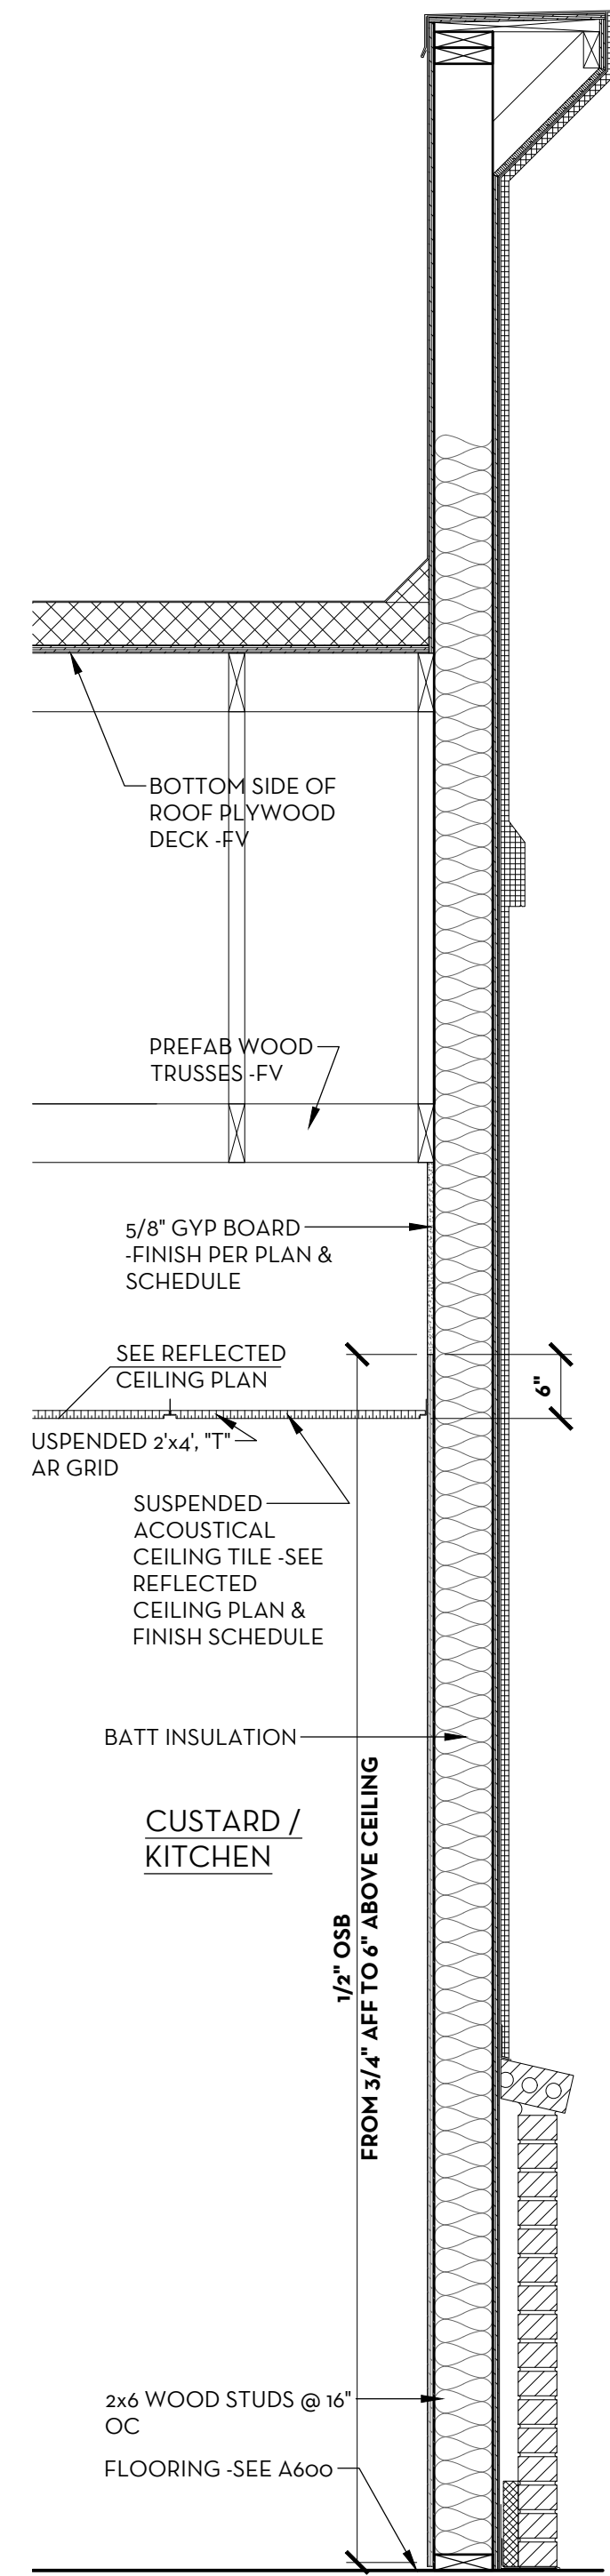 BOTTOM SIDE OF
ROOF PLYWOOD
DECK -FV
PREFAB WOOD
TRUSSES -FV
5/8" GYP BOARD
-FINISH PER PLAN &
SCHEDULE
SEE REFLECTED
CEILING PLAN
6"
USPENDED 2'x4', "T"
AR GRID
SUSPENDED
ACOUSTICAL
CEILING TILE -SEE
REFLECTED
CEILING PLAN &
FINISH SCHEDULE
BATT INSULATION
CUSTARD /
KITCHEN
1/2" OSB
FROM 3/4" AFF TO 6" ABOVE CEILING
2x6 WOOD STUDS @ 16"
OC
FLOORING -SEE A600